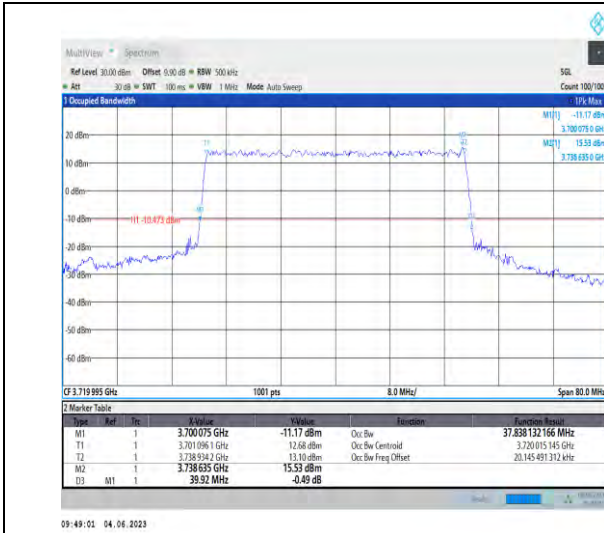 MultiView Spectrum
Ref Level 30.00 dBm Offset 9.90 dB RBW 500 kHz SGL
Att 30 dB SWT 100 ms VBW 1 MHz Mode Auto Sweep Count 100/100
1 Occupied Bandwidth 1Pk Max
M1[1] -11.17 dBm
3.700 075 0 GHz
M2[1] 15.53 dBm
3.738 635 0 GHz
20 dBm
T1
10 dBm
0 dBm
-10 dBm
H1 -10.473 dBm
-20 dBm
-30 dBm
-40 dBm
-50 dBm
-60 dBm
CF 3.719 995 GHz 1001 pts 8.0 MHz/ Span 80.0 MHz
2 Marker Table
Type Ref Trc X-Value Y-Value Function Function Result
M1 1 3.700 075 GHz -11.17 dBm Occ Bw 37.838 132 166 MHz
T1 1 3.701 096 1 GHz 12.68 dBm Occ Bw Centroid 3.720 015 145 GHz
T2 1 3.738 934 2 GHz 13.10 dBm Occ Bw Freq Offset 20.145 491 312 kHz
M2 1 3.738 635 GHz 15.53 dBm
D3 M1 1 39.92 MHz -0.49 dB
09:49:01 04.06.2023